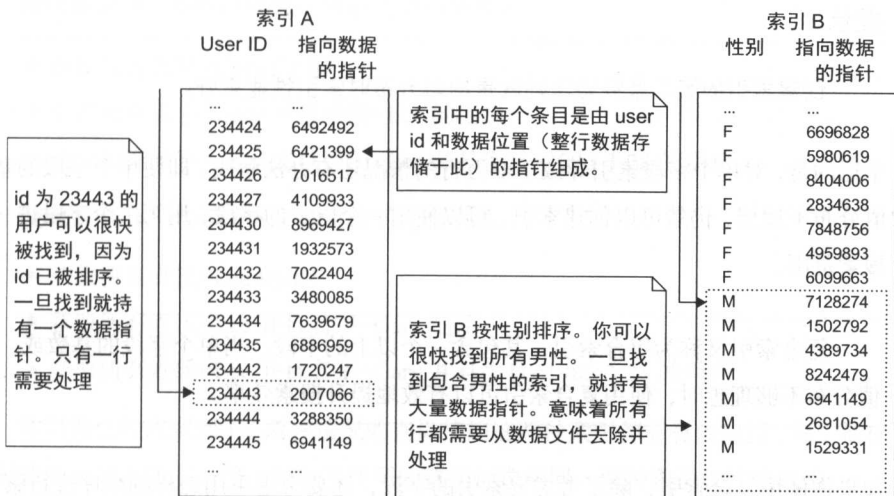 索引 A
User ID 指向数据
的指针
... ...
234424 6492492
234425 6421399
234426 7016517
234427 4109933
234430 8969427
234431 1932573
234432 7022404
234433 3480085
234434 7639679
234435 6886959
234442 1720247
234443 2007066
234444 3288350
234445 6941149
... ...
id 为 23443 的
用户可以很快
被找到，因为
id 已被排序。
一旦找到就持
有一个数据指
针。只有一行
需要处理
索引中的每个条目是由 user
id 和数据位置（整行数据存
储于此）的指针组成。
索引 B 按性别排序。你可以
很快找到所有男性。一旦找
到包含男性的索引，就持有
大量数据指针。意味着所有
行都需要从数据文件去除并
处理
索引 B
性别 指向数据
的指针
... ...
F 6696828
F 5980619
F 8404006
F 2834638
F 7848756
F 4959893
F 6099663
M 7128274
M 1502792
M 4389734
M 8242479
M 6941149
M 2691054
M 1529331
...